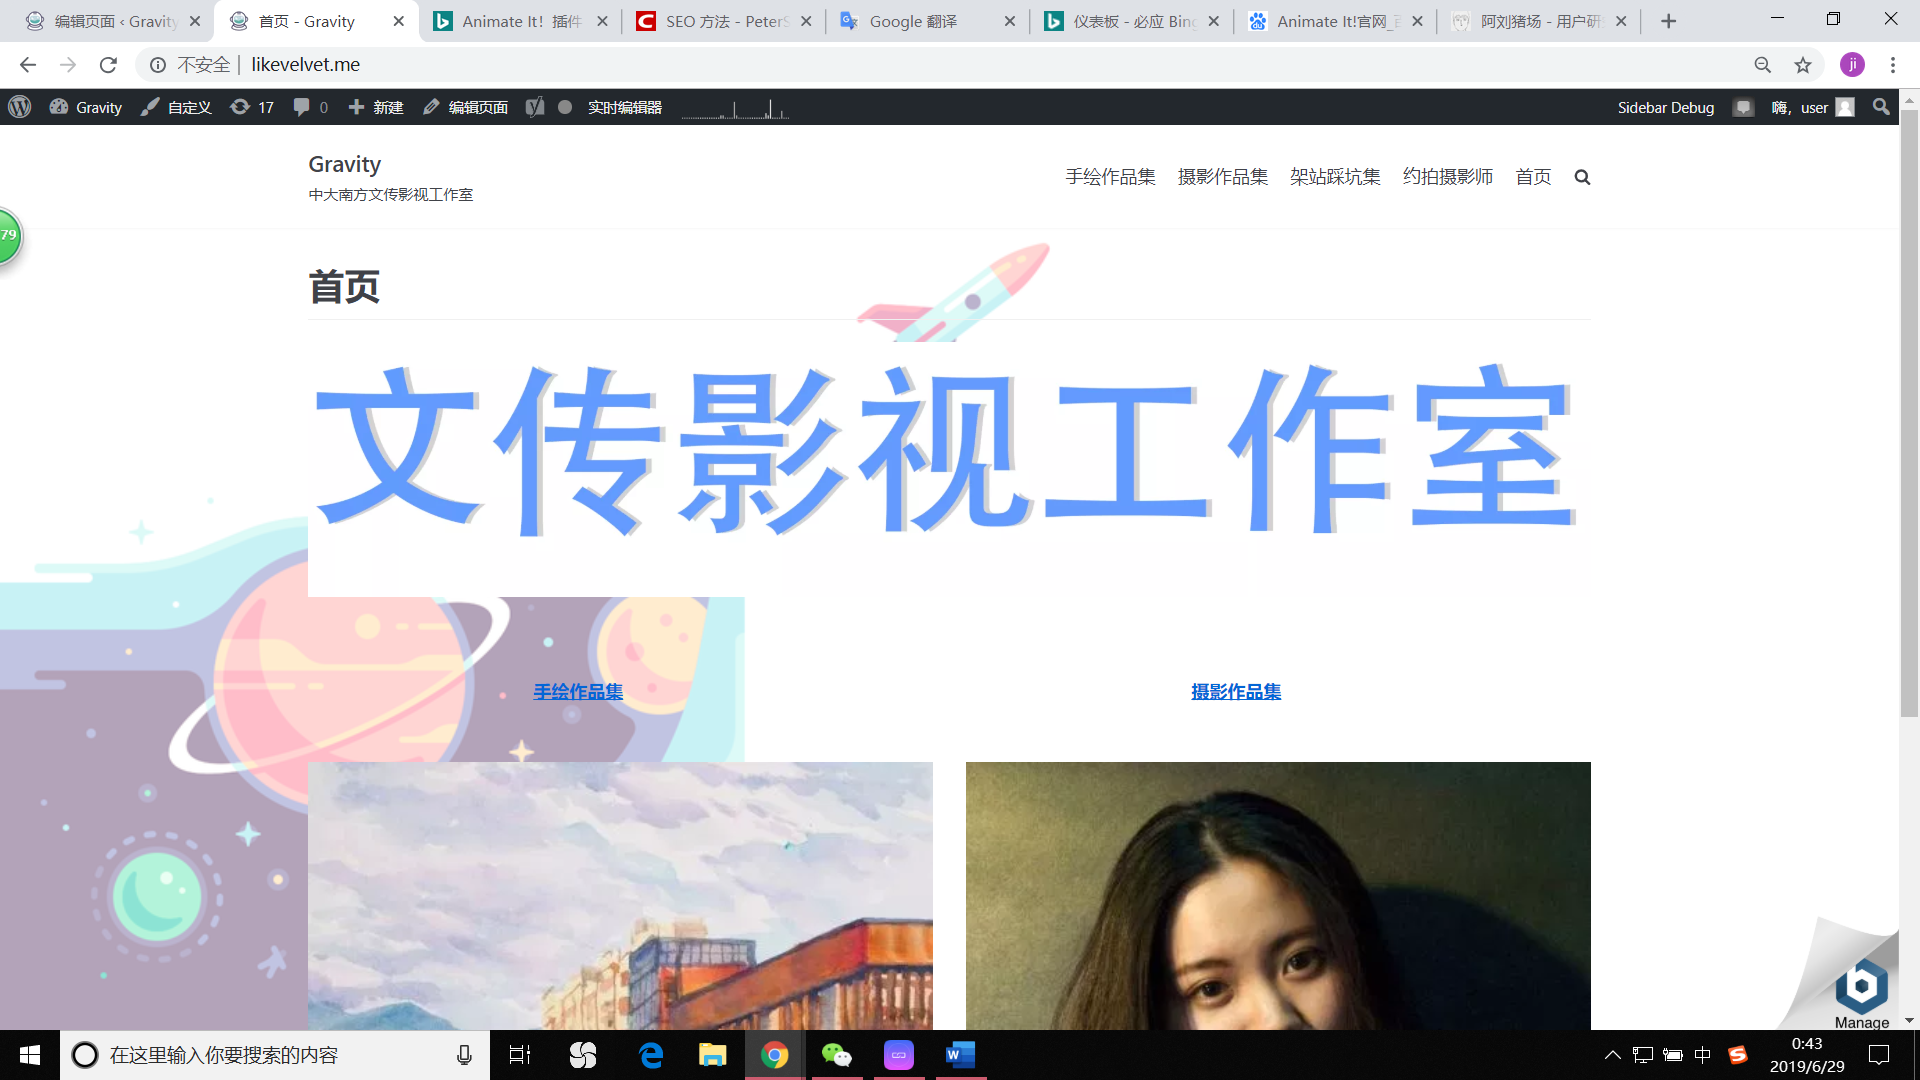 编辑页面 ‹ Gravity
首页 - Gravity
Animate It! 插件
SEO 方法 - PeterS
Google 翻译
仪表板 - 必应 Bing
Animate It!官网_百
阿刘猪场 - 用户研究
不安全 | likevelvet.me
ji
Gravity 自定义 17 0 新建 编辑页面 实时编辑器
Sidebar Debug 嗨，user
Gravity
中大南方文传影视工作室
手绘作品集 摄影作品集 架站踩坑集 约拍摄影师 首页
79
首页
文传影视工作室
手绘作品集
摄影作品集
Manage
在这里输入你要搜索的内容
中
0:43
2019/6/29